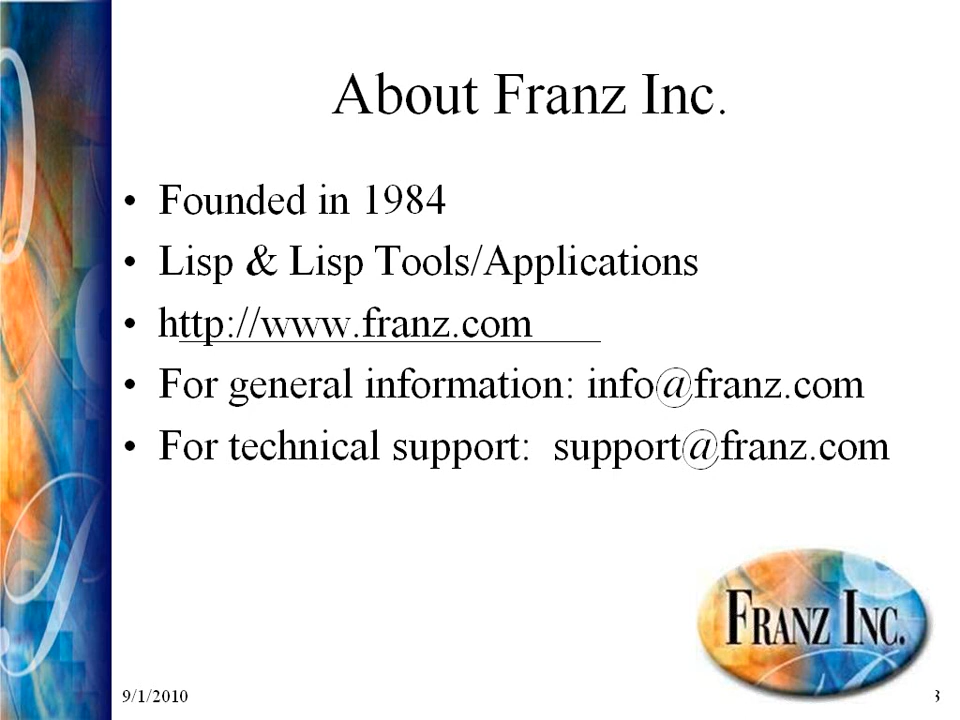 About Franz Inc.
• Founded in 1984
• Lisp & Lisp Tools/Applications
• http://www.franz.com
• For general information: info@franz.com
• For technical support: support@franz.com
FRANZ INC.
9/1/2010